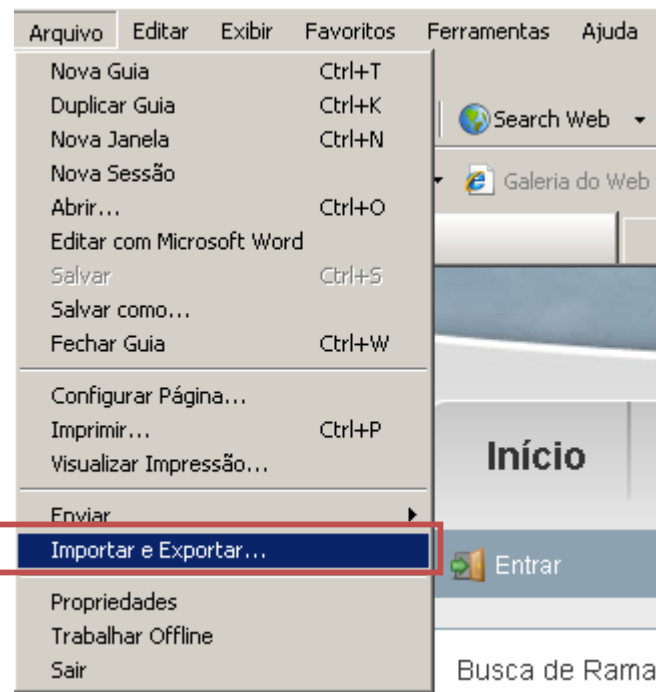 Arquivo Editar Exibir Favoritos Ferramentas Ajuda
Nova Guia Ctrl+T
Duplicar Guia Ctrl+K
Nova Janela Ctrl+N
Nova Sessão
Abrir... Ctrl+O
Editar com Microsoft Word
Salvar Ctrl+S
Salvar como...
Fechar Guia Ctrl+W
Configurar Página...
Imprimir... Ctrl+P
Visualizar Impressão...
Enviar
Importar e Exportar...
Propriedades
Trabalhar Offline
Sair
Search Web
Galeria do Web
Início
Entrar
Busca de Rama